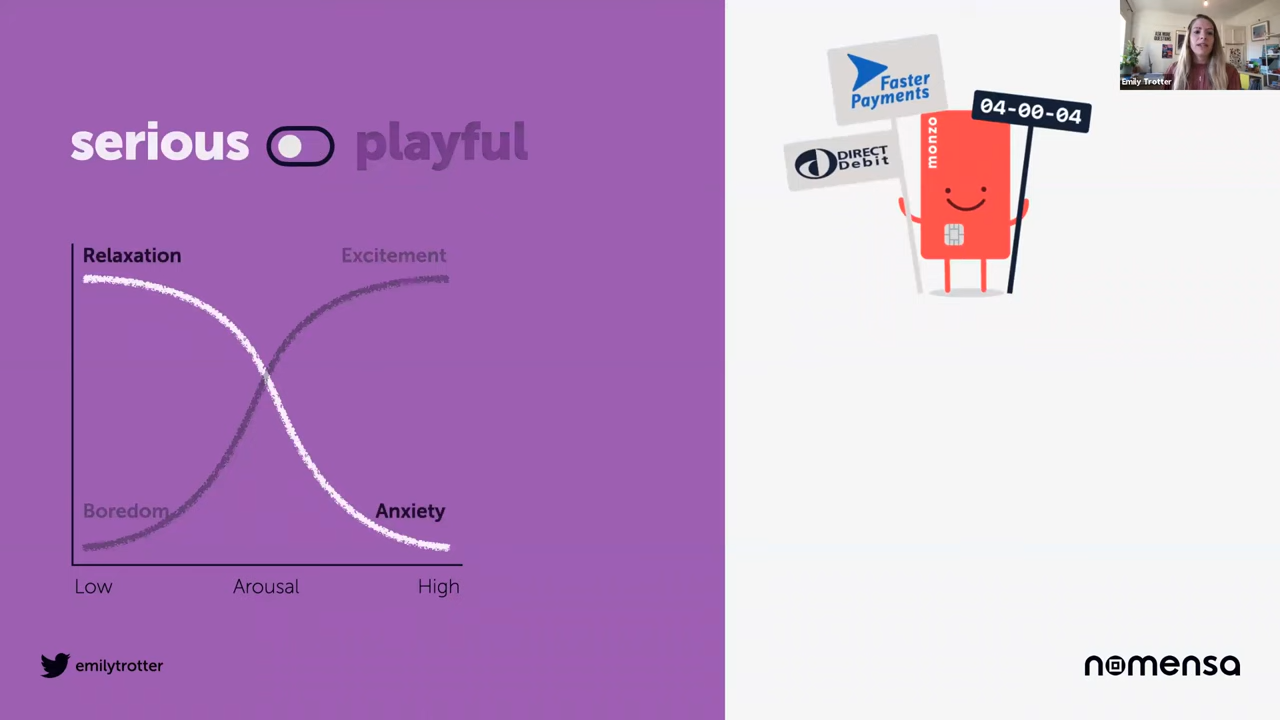 serious playful
Relaxation Excitement
Boredom Anxiety
Low Arousal High
emilytrotter
Faster
Payments
DIRECT
Debit
04-00-04
monzo
Emily Trotter
nomensa